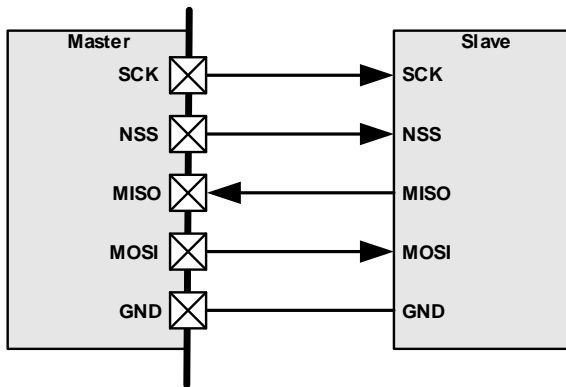 Master Slave
SCK SCK
NSS NSS
MISO MISO
MOSI MOSI
GND GND